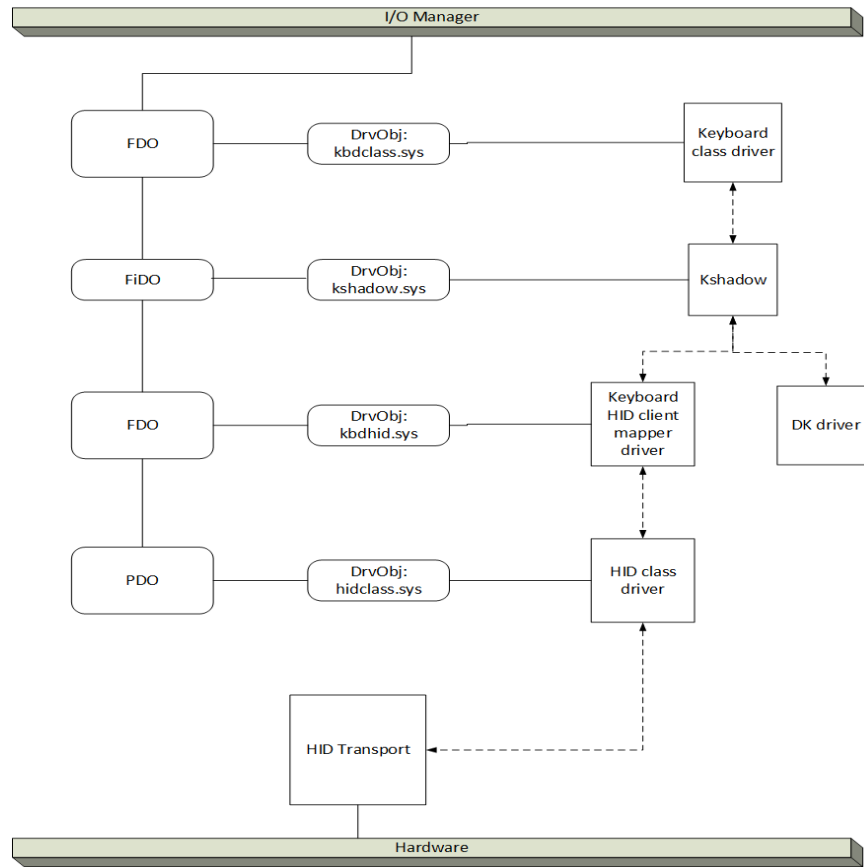 I/O Manager
FDO
DrvObj:
kbdclass.sys
Keyboard
class driver
FiDO
DrvObj:
kshadow.sys
Kshadow
FDO
DrvObj:
kbdhid.sys
Keyboard
HID client
mapper
driver
DK driver
PDO
DrvObj:
hidclass.sys
HID class
driver
HID Transport
Hardware